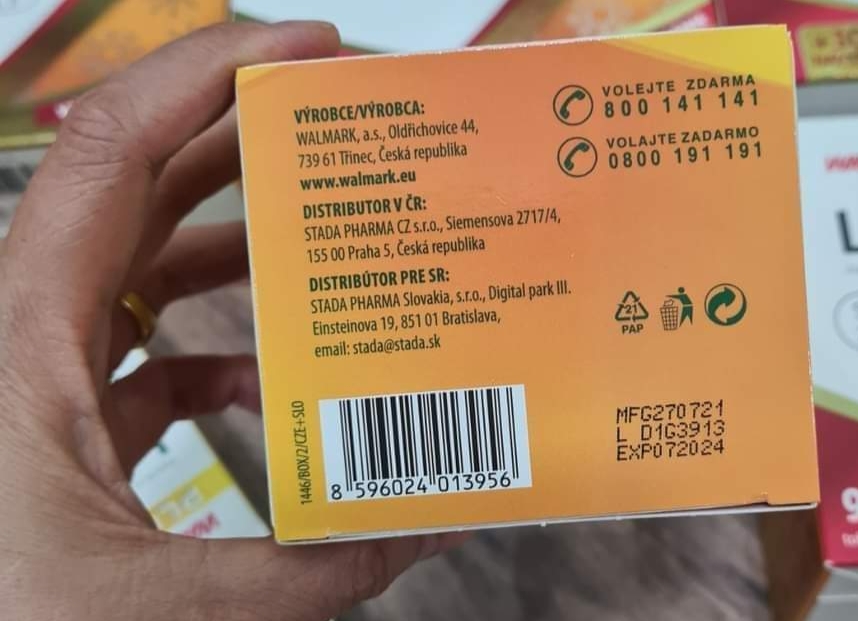 VÝROBCE/VÝROBCA:
WALMARK, a.s., Oldřichovice 44,
739 61 Třinec, Česká republika
www.walmark.eu
DISTRIBUTOR V ČR:
STADA PHARMA CZ s.r.o., Siemensova 2717/4,
155 00 Praha 5, Česká republika
DISTRIBÚTOR PRE SR:
STADA PHARMA Slovakia, s.r.o., Digital park III.
Einsteinova 19, 851 01 Bratislava,
email: stada@stada.sk
VOLEJTE ZDARMA
800 141 141
VOLAJTE ZADARMO
0800 191 191
21
PAP
1446/BOX/2/CZE+SLO
8 596024 013956
MFG270721
L D1G3913
EXP072024